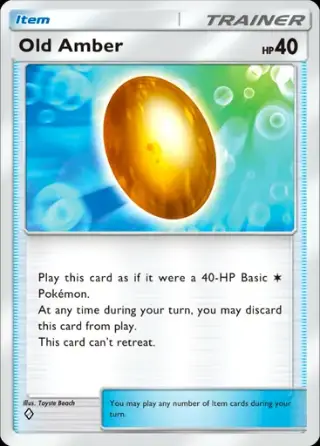 Item
TRAINER
Old Amber
HP40
Play this card as if it were a 40-HP Basic
Pokémon.
At any time during your turn, you may discard
this card from play.
This card can't retreat.
Illus. Toyste Beach
You may play any number of Item cards during your
turn.